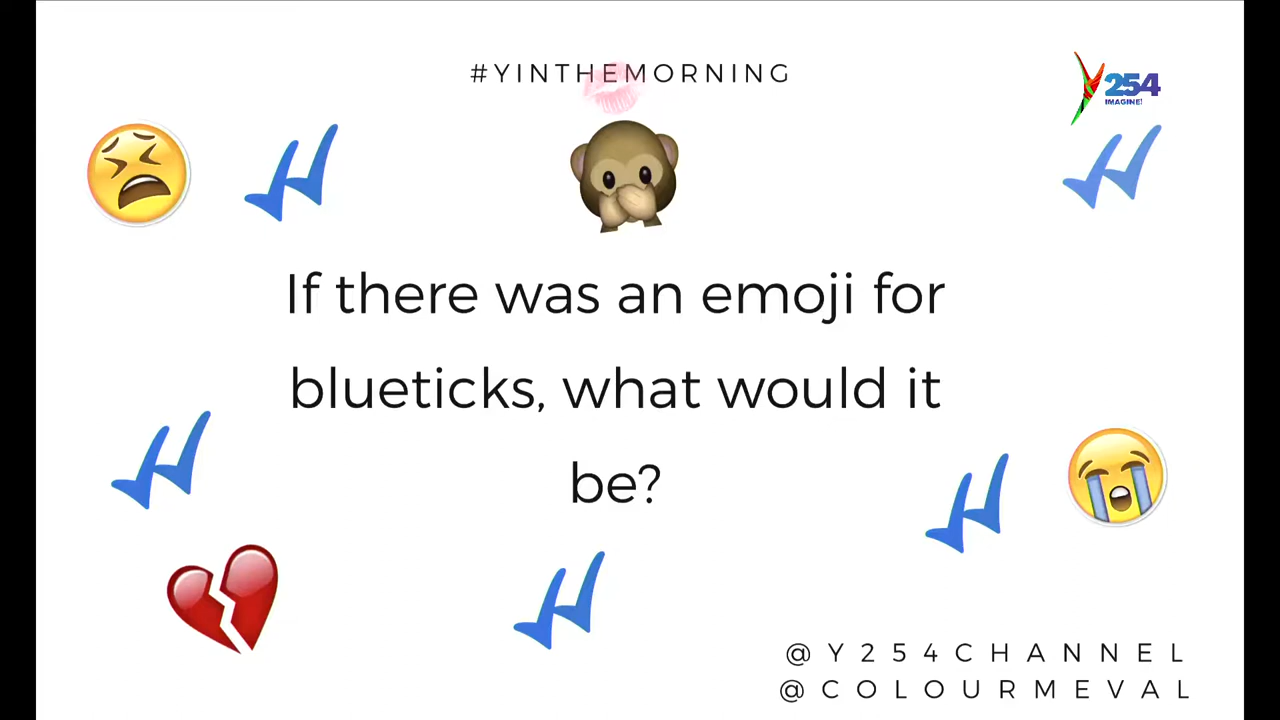 #YINTHEMORNING
Y254
IMAGINE!
If there was an emoji for
blueticks, what would it
be?
@Y254CHANNEL
@COLOURMEVAL